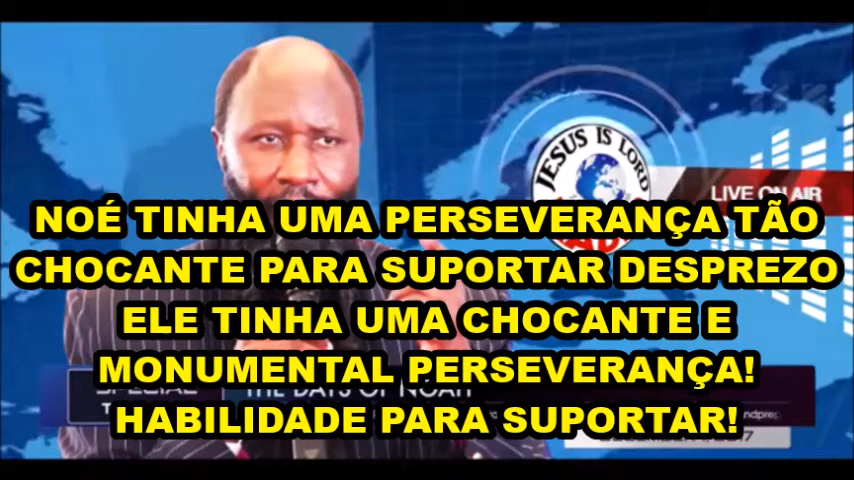 JESUS IS LORD
LIVE ON AIR
NOÉ TINHA UMA PERSEVERANÇA TÃO
CHOCANTE PARA SUPORTAR DESPREZO
ELE TINHA UMA CHOCANTE E
MONUMENTAL PERSEVERANÇA!
THE DAYS OF NOAH
HABILIDADE PARA SUPORTAR!